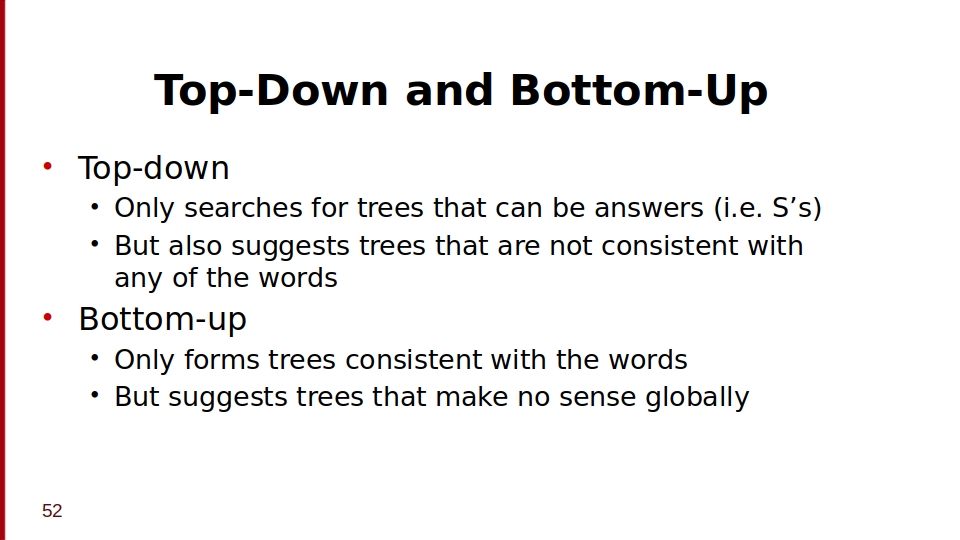 Top-Down and Bottom-Up
• Top-down
• Only searches for trees that can be answers (i.e. S’s)
• But also suggests trees that are not consistent with
any of the words
• Bottom-up
• Only forms trees consistent with the words
• But suggests trees that make no sense globally
52